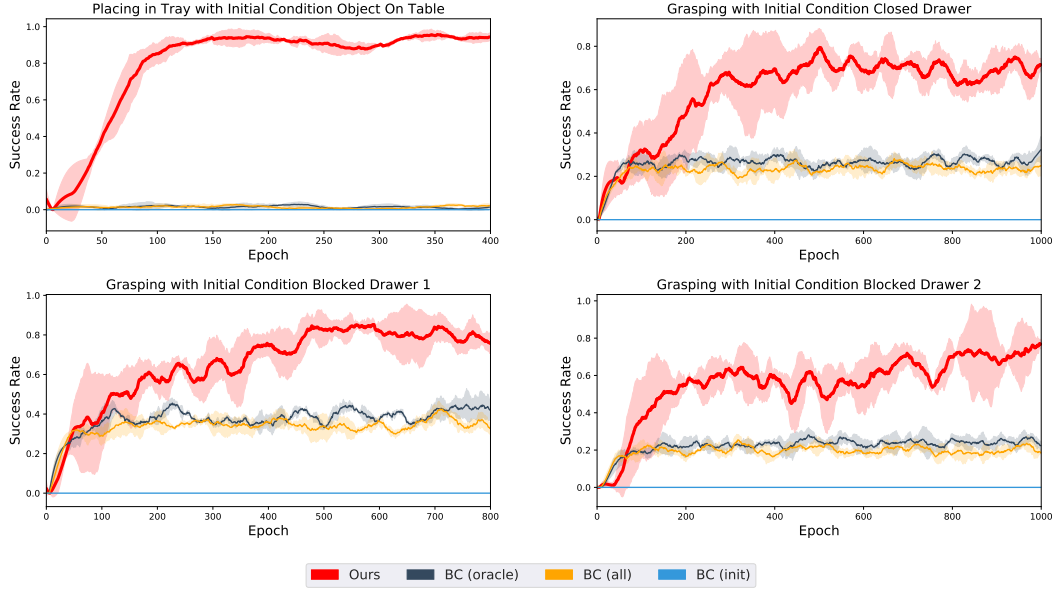 Placing in Tray with Initial Condition Object On Table
Success Rate
1.0
0.8
0.6
0.4
0.2
0.0
0 50 100 150 200 250 300 350 400
Epoch
Grasping with Initial Condition Closed Drawer
Success Rate
0.8
0.6
0.4
0.2
0.0
0 200 400 600 800 1000
Epoch
Grasping with Initial Condition Blocked Drawer 1
Success Rate
1.0
0.8
0.6
0.4
0.2
0.0
0 100 200 300 400 500 600 700 800
Epoch
Grasping with Initial Condition Blocked Drawer 2
Success Rate
1.0
0.8
0.6
0.4
0.2
0.0
0 200 400 600 800 1000
Epoch
Ours BC (oracle) BC (all) BC (init)